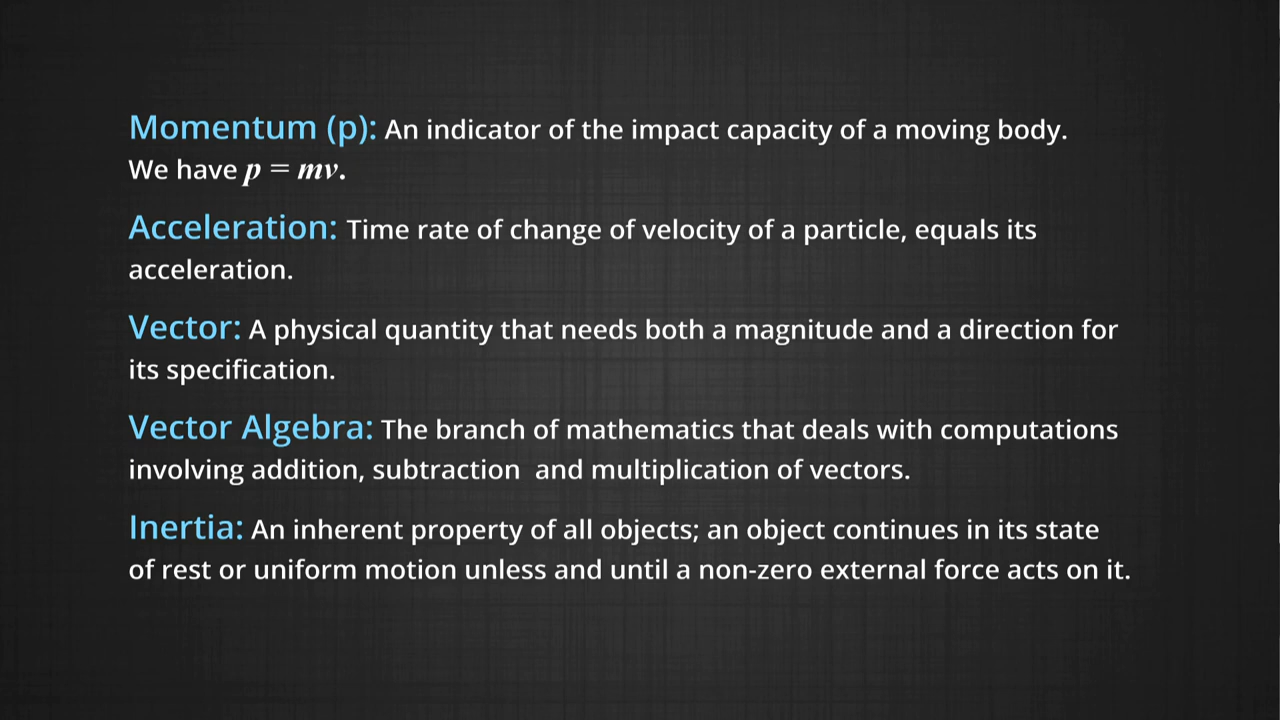 Momentum (p): An indicator of the impact capacity of a moving body.
We have p = mv.
Acceleration: Time rate of change of velocity of a particle, equals its
acceleration.
Vector: A physical quantity that needs both a magnitude and a direction for
its specification.
Vector Algebra: The branch of mathematics that deals with computations
involving addition, subtraction  and multiplication of vectors.
Inertia: An inherent property of all objects; an object continues in its state
of rest or uniform motion unless and until a non-zero external force acts on it.